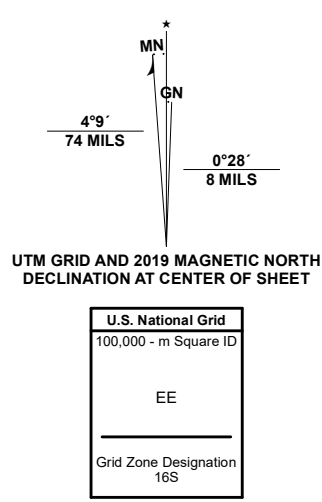 MN
GN
4°9´
74 MILS
0°28´
8 MILS
UTM GRID AND 2019 MAGNETIC NORTH
DECLINATION AT CENTER OF SHEET
U.S. National Grid
100,000 - m Square ID
EE
Grid Zone Designation
16S